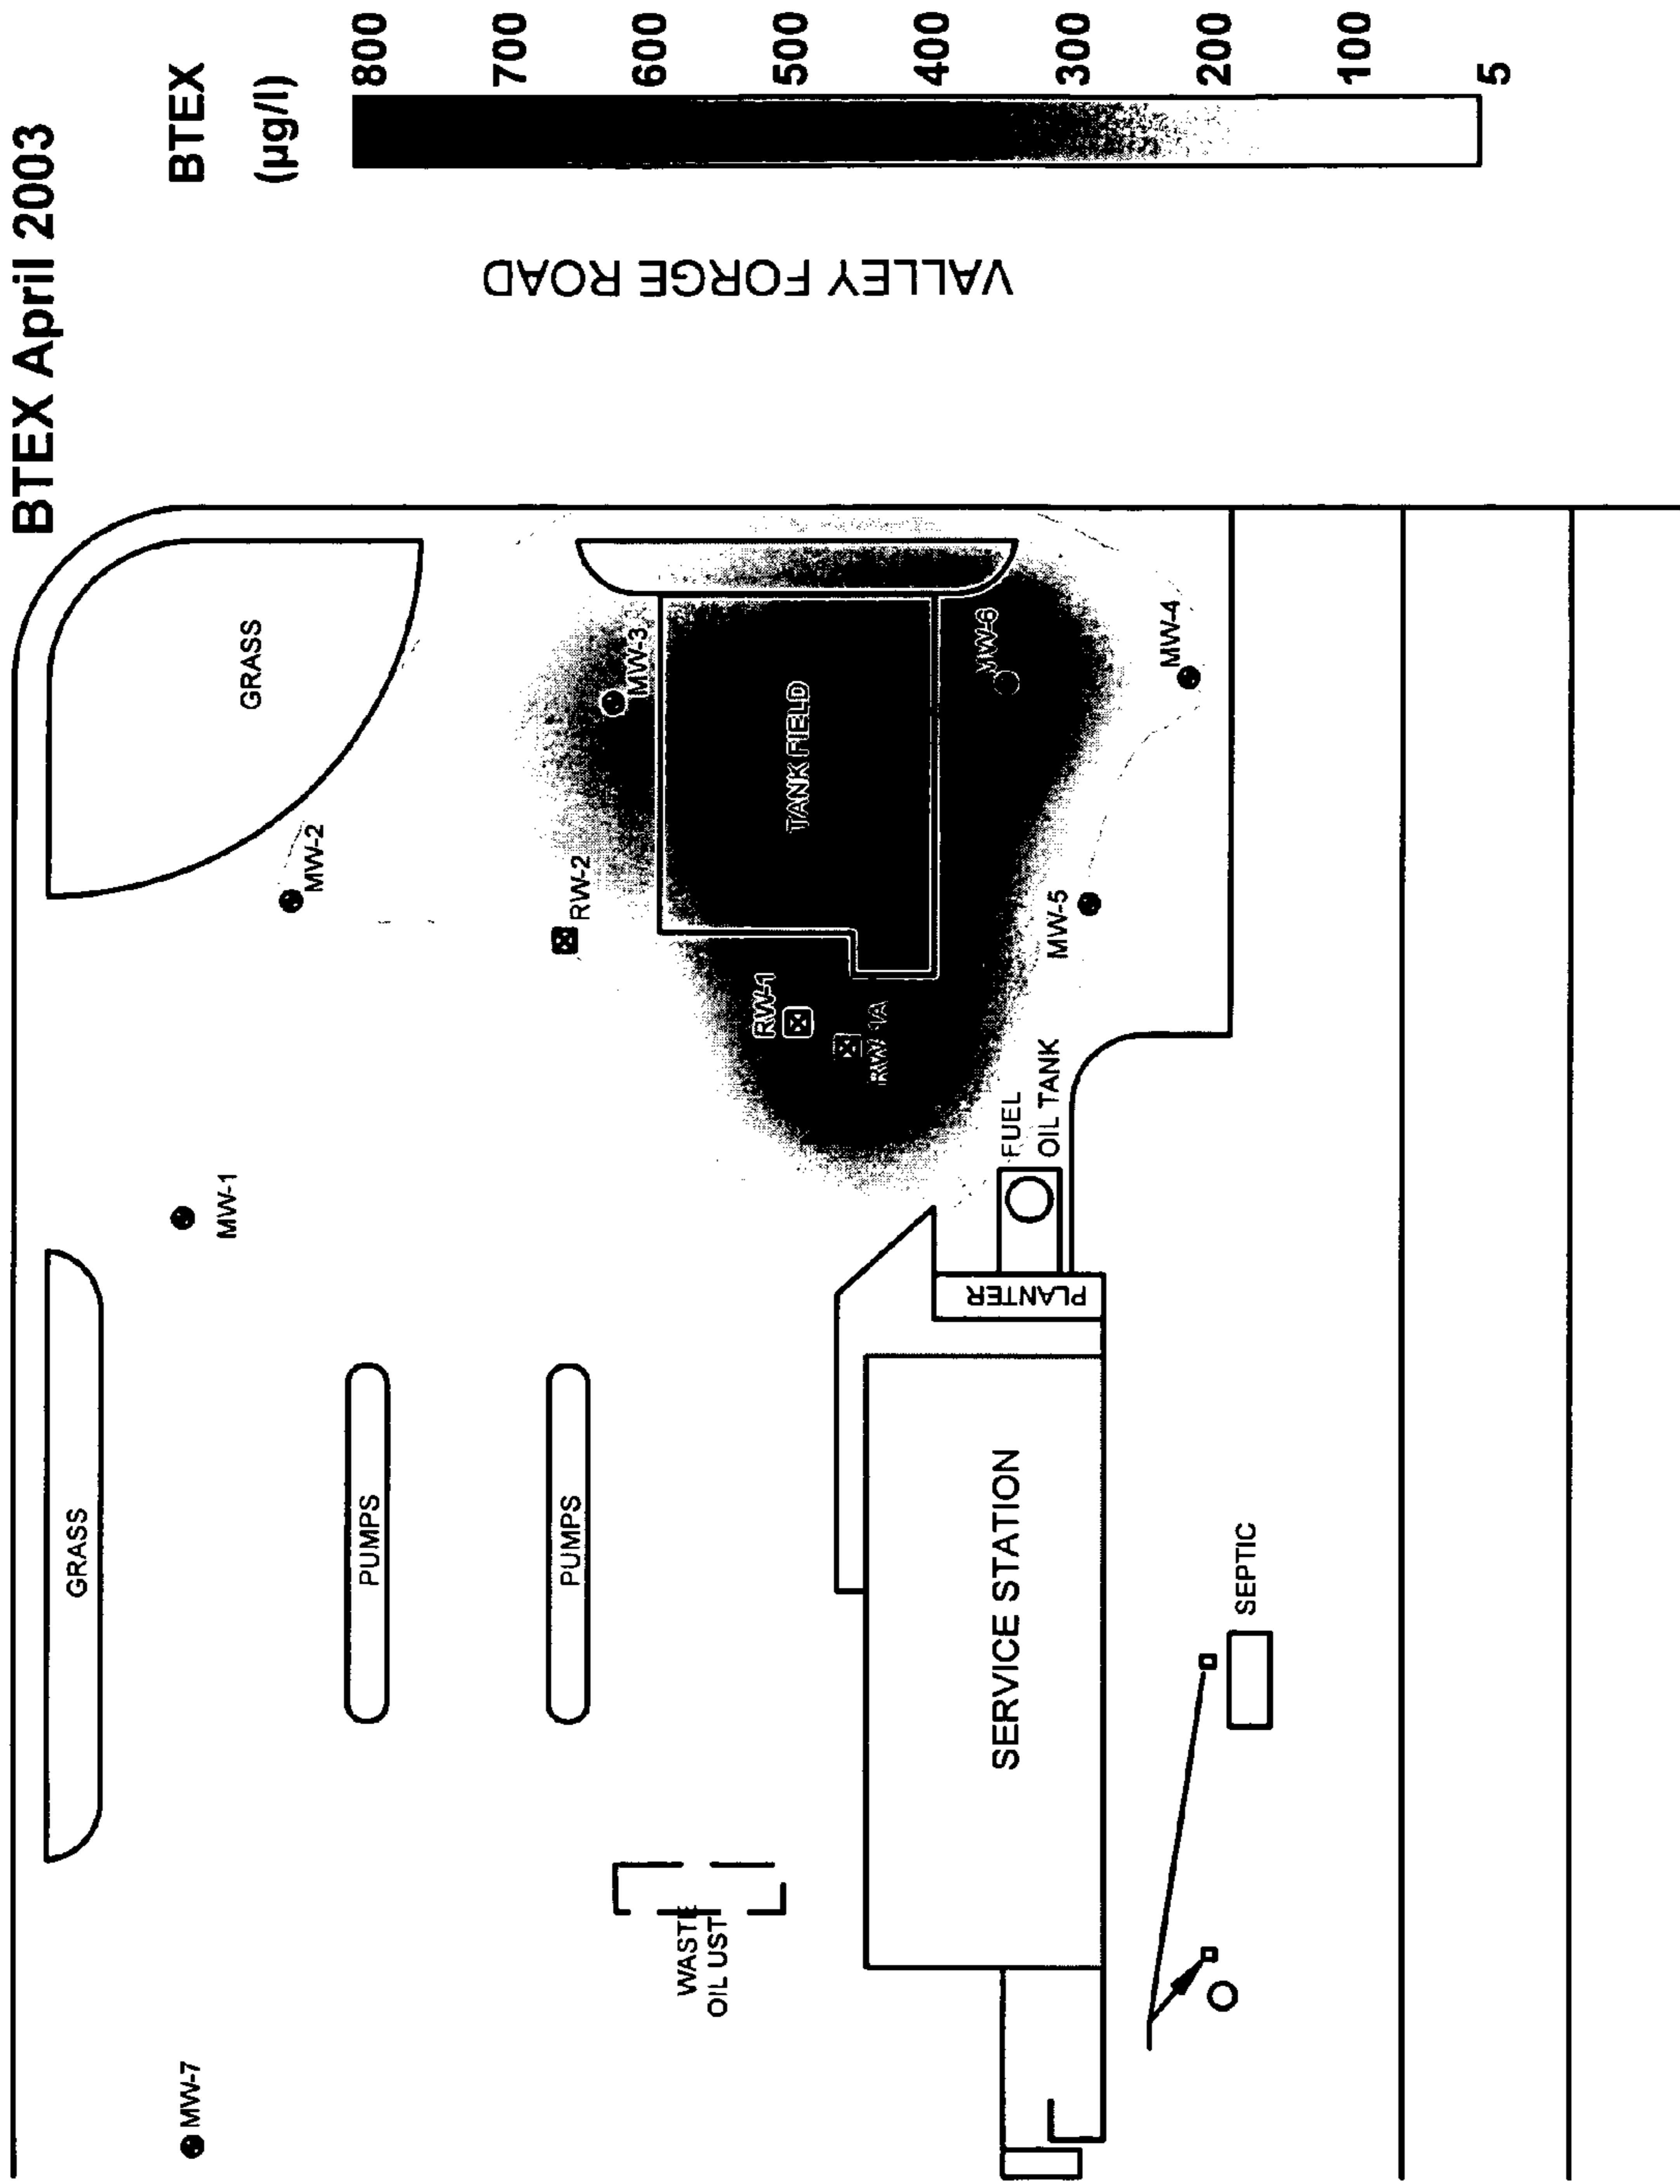 BTEX April 2003
BTEX
(µg/l)
800
700
600
500
400
300
200
100
5
VALLEY FORGE ROAD
GRASS
MW-2
MW-3
RW-2
TANK FIELD
MW-6
MW-4
MW-5
RW-1
RW-1A
FUEL
OIL TANK
MW-1
PLANTER
GRASS
PUMPS
PUMPS
SERVICE STATION
SEPTIC
WASTE
OIL UST
MW-7